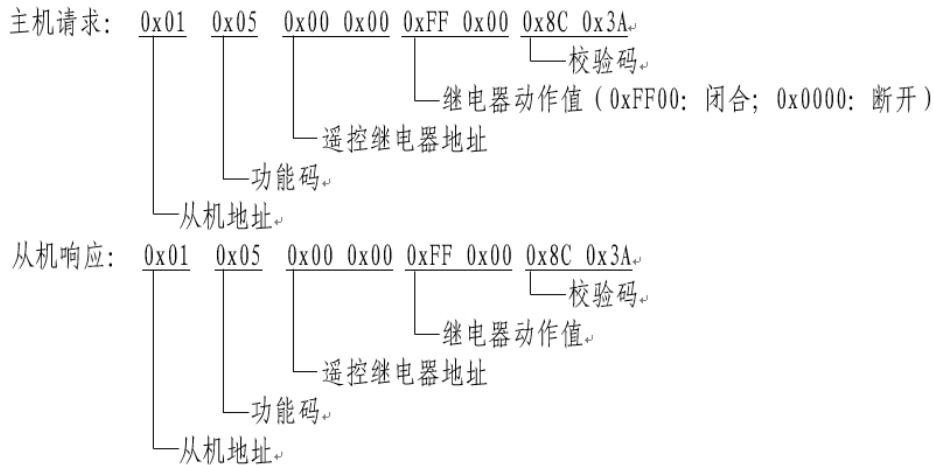 主机请求: 0x01 0x05 0x00 0x00 0xFF 0x00 0x8C 0x3A
校验码
继电器动作值(0xFF00: 闭合; 0x0000: 断开)
遥控继电器地址
功能码
从机地址
从机响应: 0x01 0x05 0x00 0x00 0xFF 0x00 0x8C 0x3A
校验码
继电器动作值
遥控继电器地址
功能码
从机地址